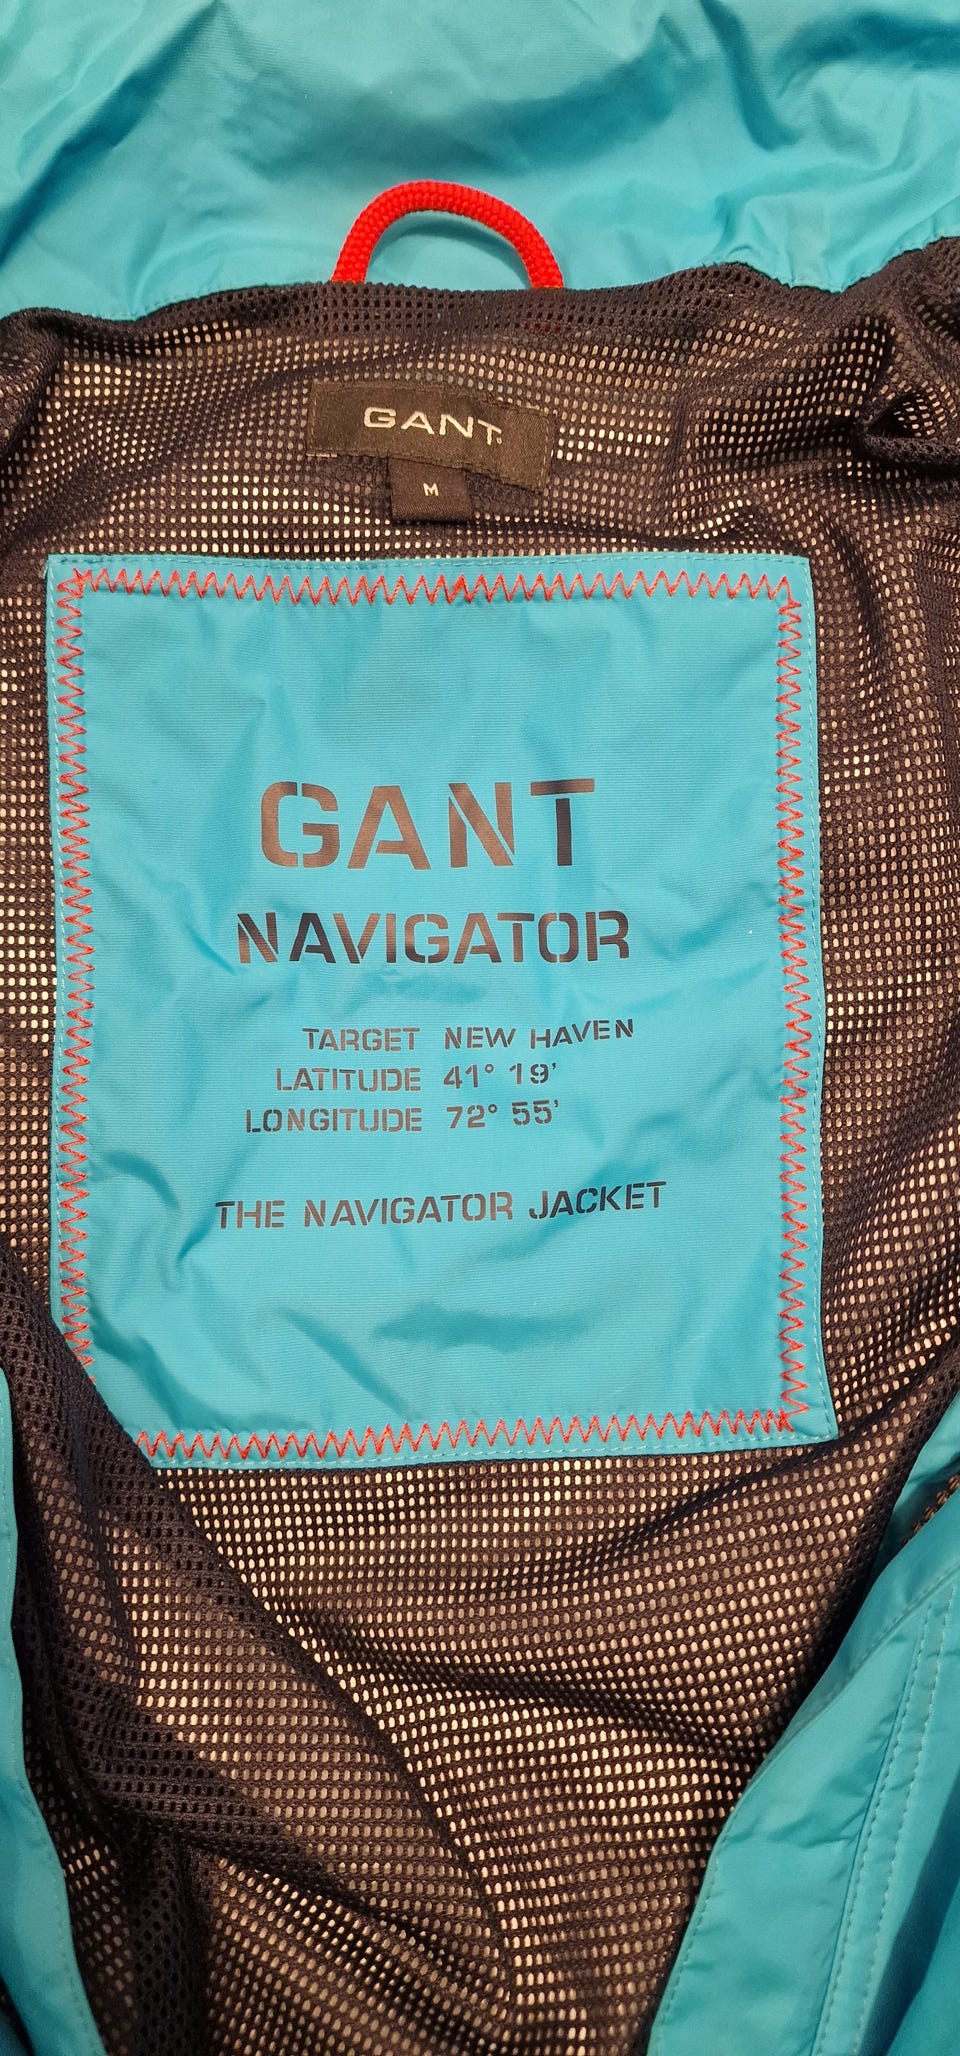 GANT
M
GANT
NAVIGATOR
TARGET NEW HAVEN
LATITUDE 41° 19'
LONGITUDE 72° 55'
THE NAVIGATOR JACKET